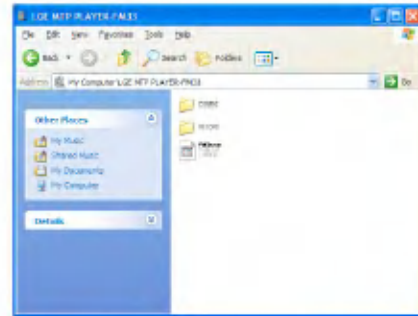 LGE MTP PLAYER-FM33
File Edit View Favorites Tools Help
Back Search Folders
Address My Computer\LGE MTP PLAYER-FM33 Go
Other Places
My Music
Shared Music
My Documents
My Computer
Details